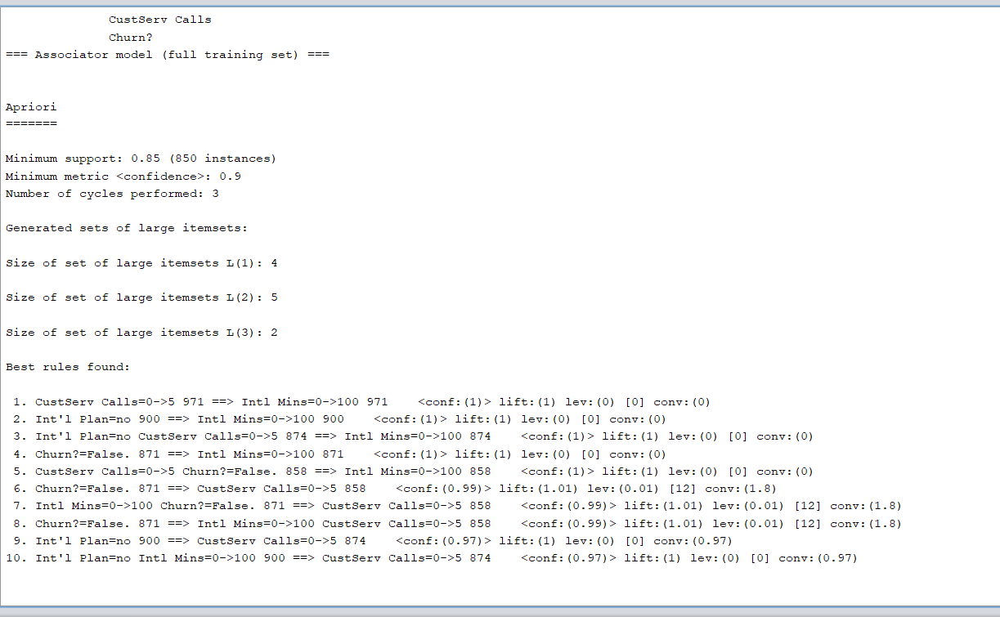 CustServ Calls
Churn?
=== Associator model (full training set) ===
Apriori
=======
Minimum support: 0.85 (850 instances)
Minimum metric <confidence>: 0.9
Number of cycles performed: 3
Generated sets of large itemsets:
Size of set of large itemsets L(1): 4
Size of set of large itemsets L(2): 5
Size of set of large itemsets L(3): 2
Best rules found:
1. CustServ Calls=0->5 971 ==> Intl Mins=0->100 971    <conf:(1)> lift:(1) lev:(0) [0] conv:(0)
2. Int'l Plan=no 900 ==> Intl Mins=0->100 900    <conf:(1)> lift:(1) lev:(0) [0] conv:(0)
3. Int'l Plan=no CustServ Calls=0->5 874 ==> Intl Mins=0->100 874    <conf:(1)> lift:(1) lev:(0) [0] conv:(0)
4. Churn?=False. 871 ==> Intl Mins=0->100 871    <conf:(1)> lift:(1) lev:(0) [0] conv:(0)
5. CustServ Calls=0->5 Churn?=False. 858 ==> Intl Mins=0->100 858    <conf:(1)> lift:(1) lev:(0) [0] conv:(0)
6. Churn?=False. 871 ==> CustServ Calls=0->5 858    <conf:(0.99)> lift:(1.01) lev:(0.01) [12] conv:(1.8)
7. Intl Mins=0->100 Churn?=False. 871 ==> CustServ Calls=0->5 858    <conf:(0.99)> lift:(1.01) lev:(0.01) [12] conv:(1.8)
8. Churn?=False. 871 ==> Intl Mins=0->100 CustServ Calls=0->5 858    <conf:(0.99)> lift:(1.01) lev:(0.01) [12] conv:(1.8)
9. Int'l Plan=no 900 ==> CustServ Calls=0->5 874    <conf:(0.97)> lift:(1) lev:(0) [0] conv:(0.97)
10. Int'l Plan=no Intl Mins=0->100 900 ==> CustServ Calls=0->5 874    <conf:(0.97)> lift:(1) lev:(0) [0] conv:(0.97)